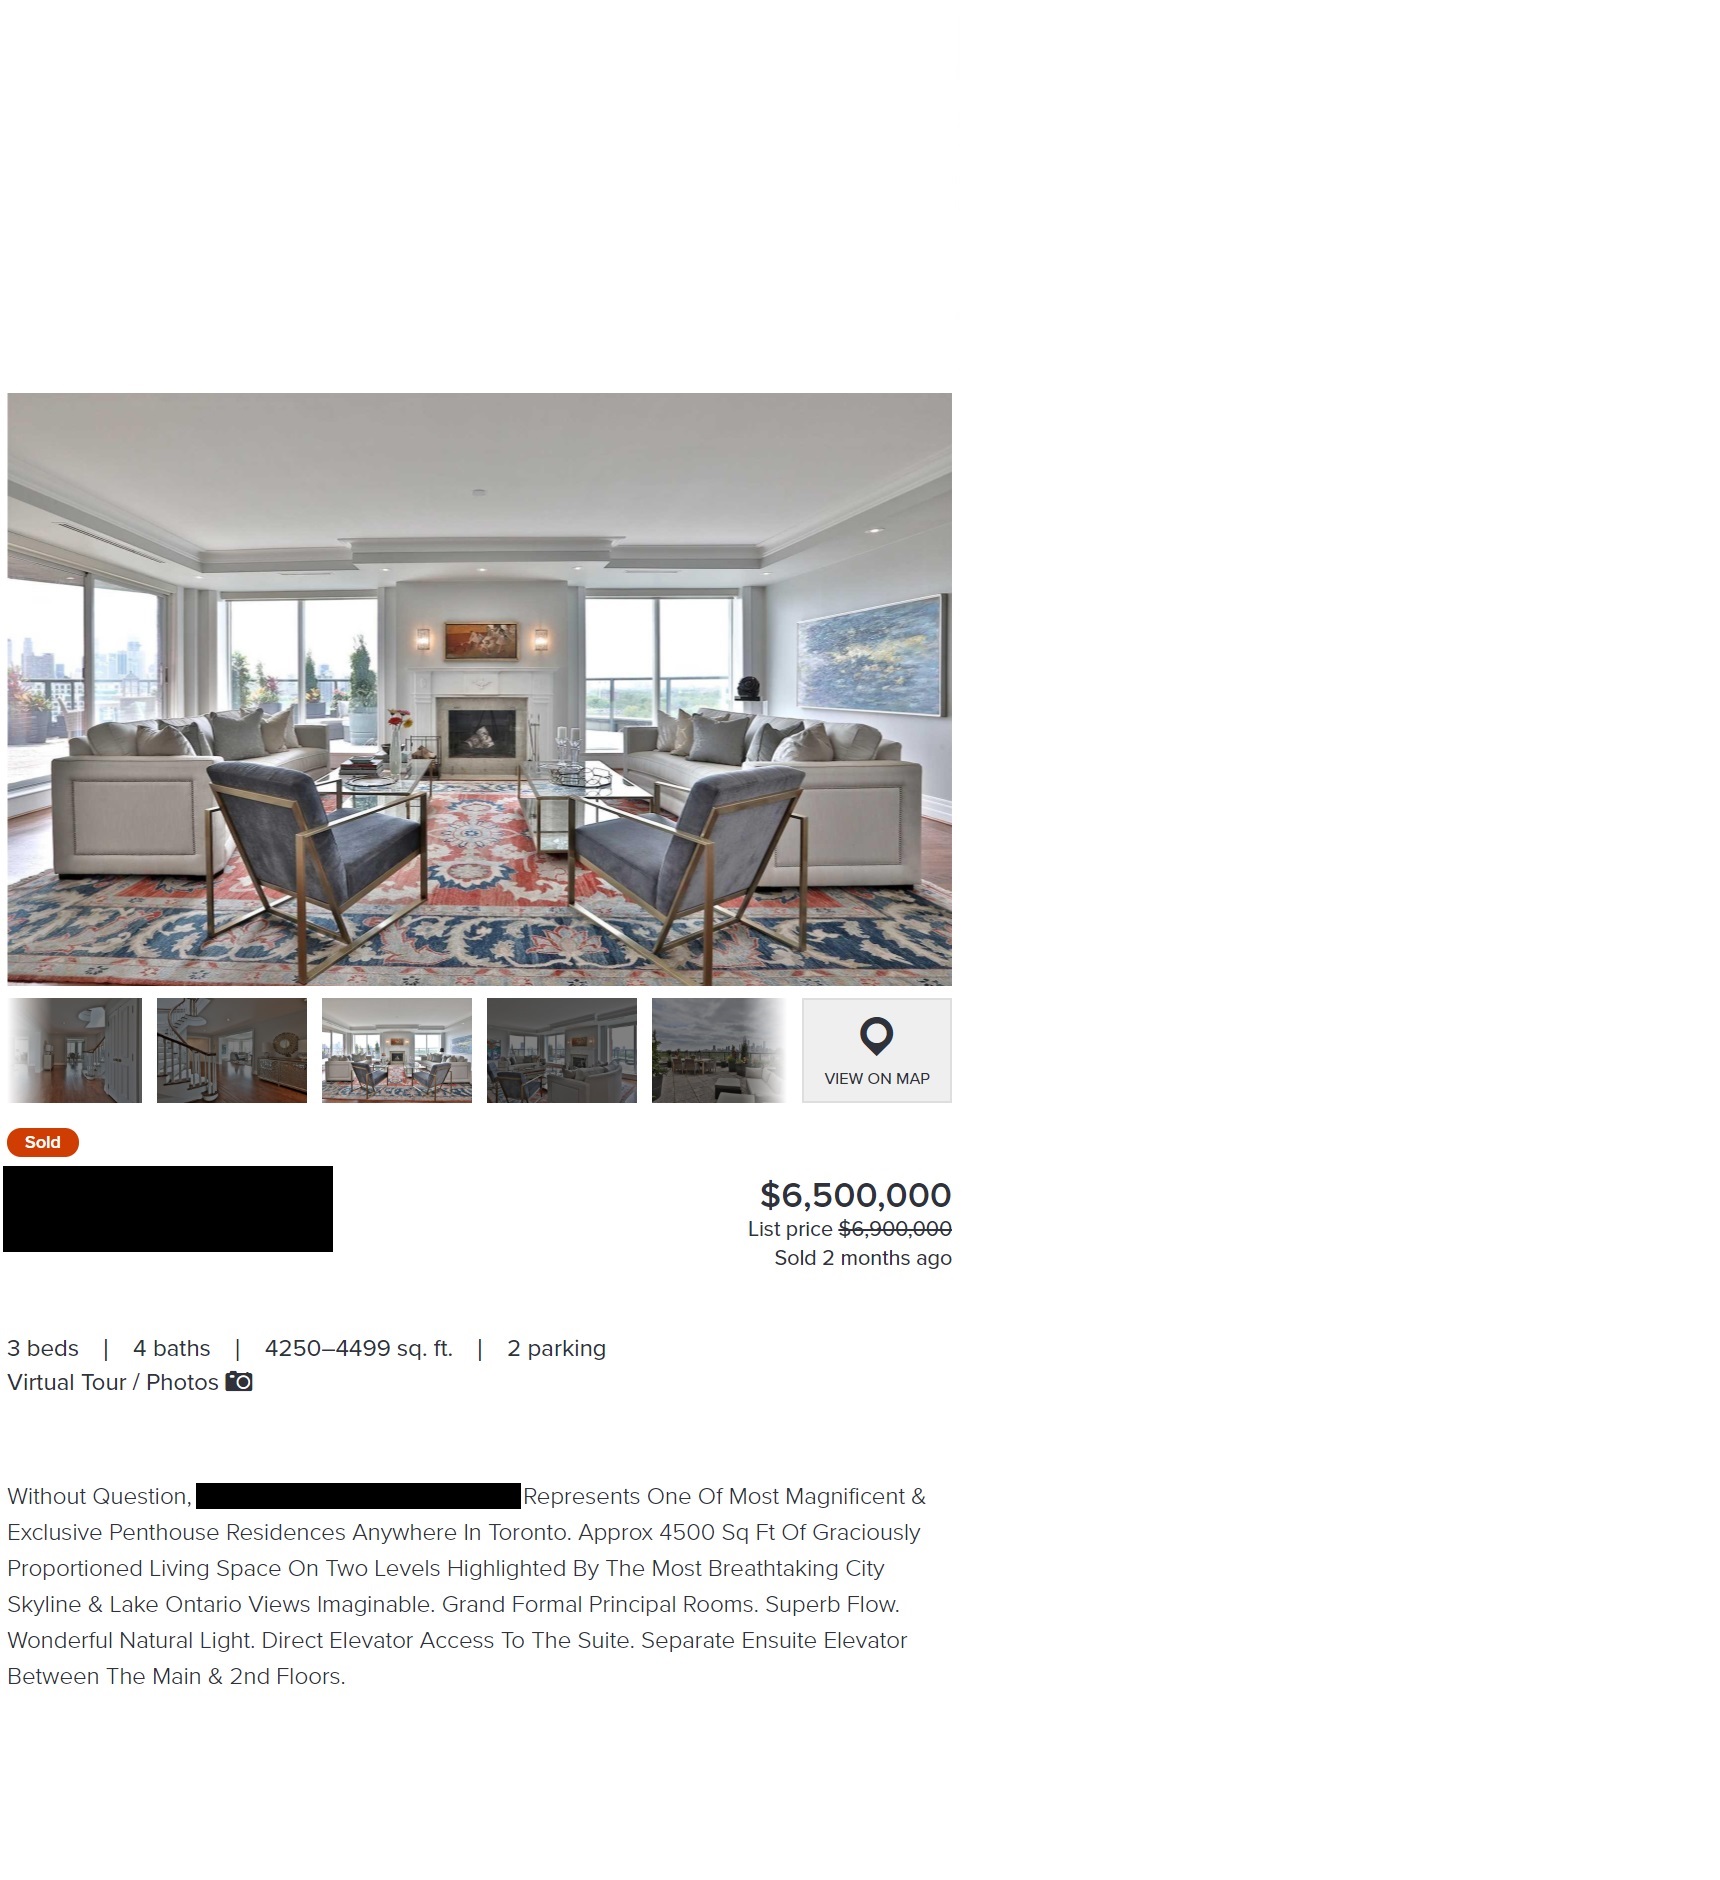 VIEW ON MAP
Sold
$6,500,000
List price $6,900,000
Sold 2 months ago
3 beds | 4 baths | 4250–4499 sq. ft. | 2 parking
Virtual Tour / Photos
Without Question, Represents One Of Most Magnificent &
Exclusive Penthouse Residences Anywhere In Toronto. Approx 4500 Sq Ft Of Graciously
Proportioned Living Space On Two Levels Highlighted By The Most Breathtaking City
Skyline & Lake Ontario Views Imaginable. Grand Formal Principal Rooms. Superb Flow.
Wonderful Natural Light. Direct Elevator Access To The Suite. Separate Ensuite Elevator
Between The Main & 2nd Floors.